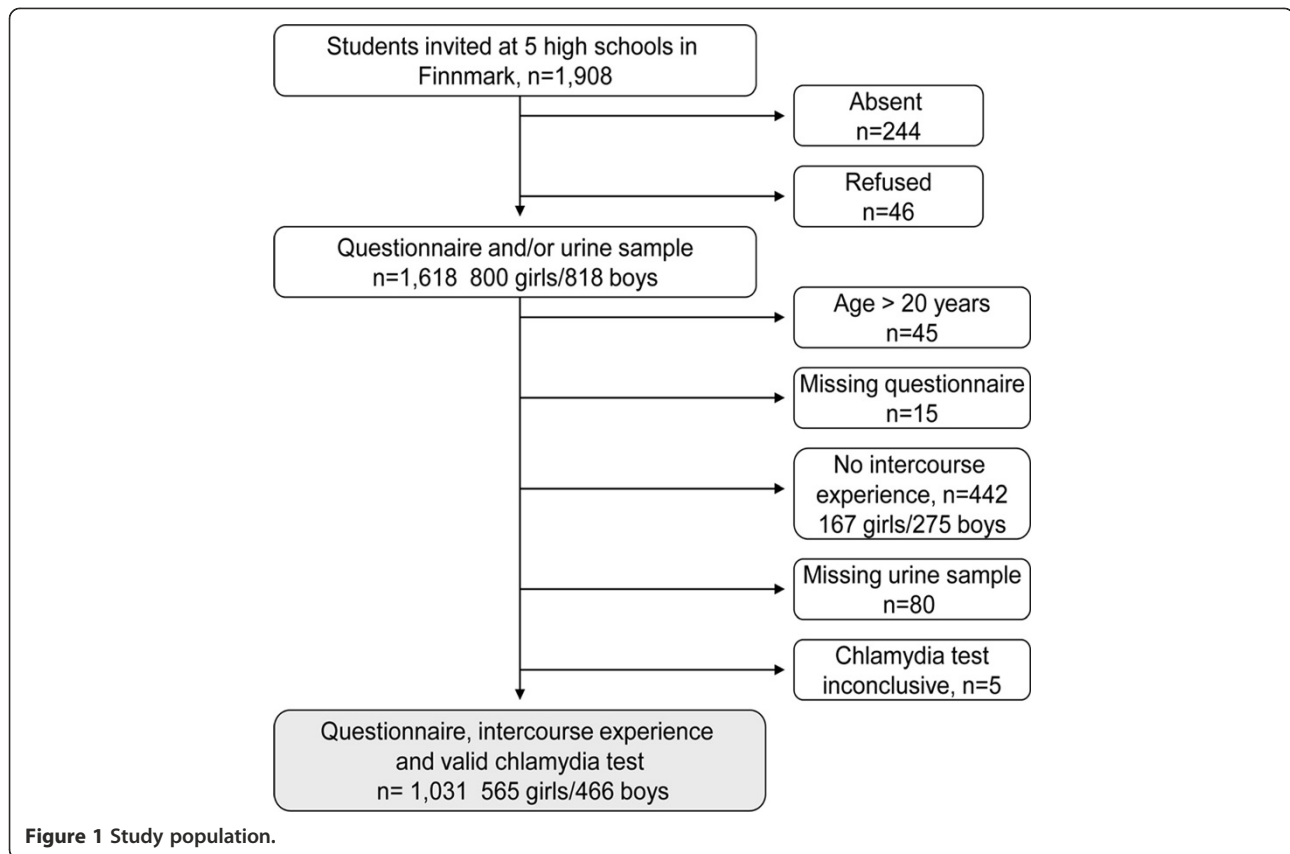 Students invited at 5 high schools in
Finnmark, n=1,908
Absent
n=244
Refused
n=46
Questionnaire and/or urine sample
n=1,618 800 girls/818 boys
Age > 20 years
n=45
Missing questionnaire
n=15
No intercourse
experience, n=442
167 girls/275 boys
Missing urine sample
n=80
Chlamydia test
inconclusive, n=5
Questionnaire, intercourse experience
and valid chlamydia test
n= 1,031 565 girls/466 boys
Figure 1 Study population.